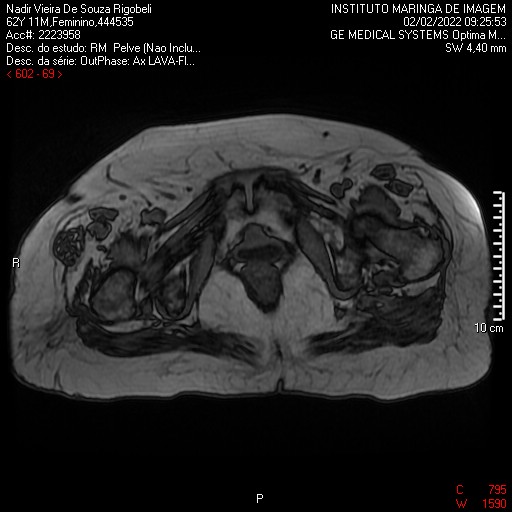 Nadir Vieira De Souza Rigobeli
62Y 11M,Feminino,444535
Acc#: 2223958
Desc. do estudo: RM Pelve (Nao Inclu...
Desc. da série: OutPhase: Ax LAVA-Fl...
< 602 - 69 >
INSTITUTO MARINGA DE IMAGEM
02/02/2022 09:25:53
GE MEDICAL SYSTEMS Optima M...
SW 4,40 mm
R
10 cm
P
C 795
W 1590